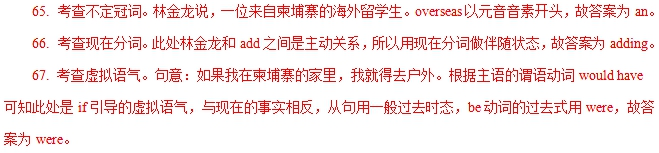 65. 考查不定冠词。林金龙说，一位来自柬埔寨的海外留学生。overseas以元音音素开头，故答案为 an。
66. 考查现在分词。此处林金龙和 add 之间是主动关系，所以用现在分词做伴随状态，故答案为 adding。
67. 考查虚拟语气。句意：如果我在柬埔寨的家里，我就得去户外。根据主语的谓语动词 would have
可知此处是 if 引导的虚拟语气，与现在的事实相反，从句用一般过去时态，be 动词的过去式用 were，故答
案为 were。